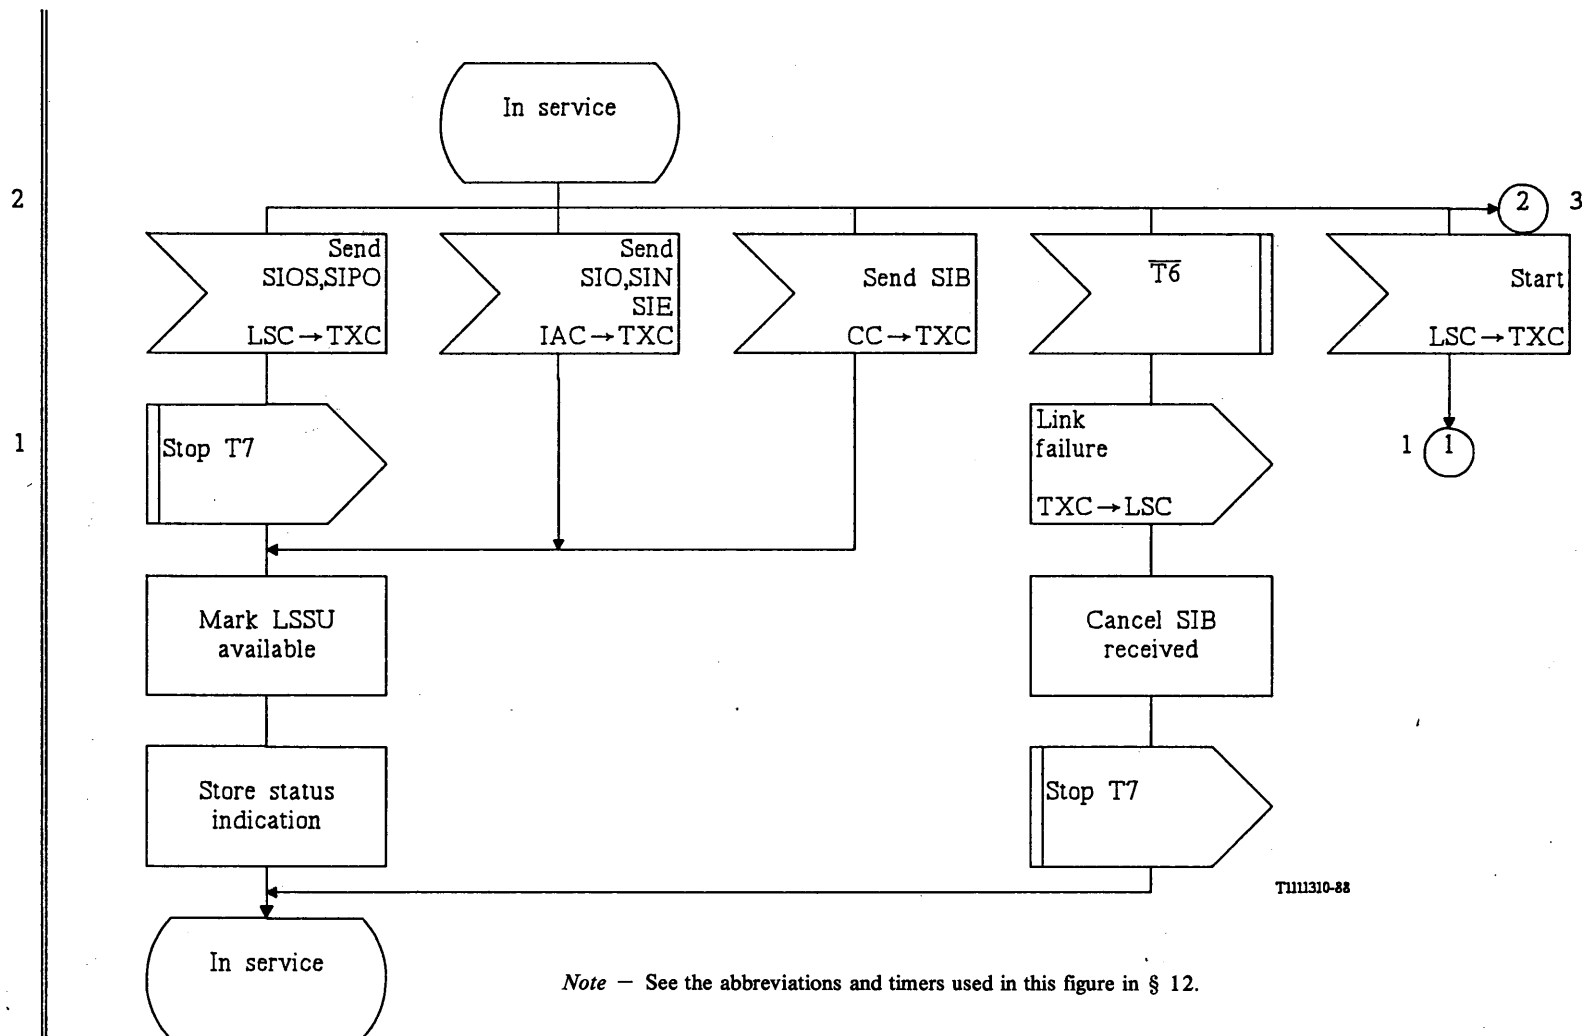 In service
2
2
3
Send
SIOS,SIPO
LSC→TXC
Send
SIO,SIN
SIE
IAC→TXC
Send SIB
CC→TXC
T̅6̅
Start
LSC→TXC
1
Stop T7
Link
failure
TXC→LSC
1
1
Mark LSSU
available
Cancel SIB
received
Store status
indication
Stop T7
T1111310-88
In service
Note — See the abbreviations and timers used in this figure in § 12.